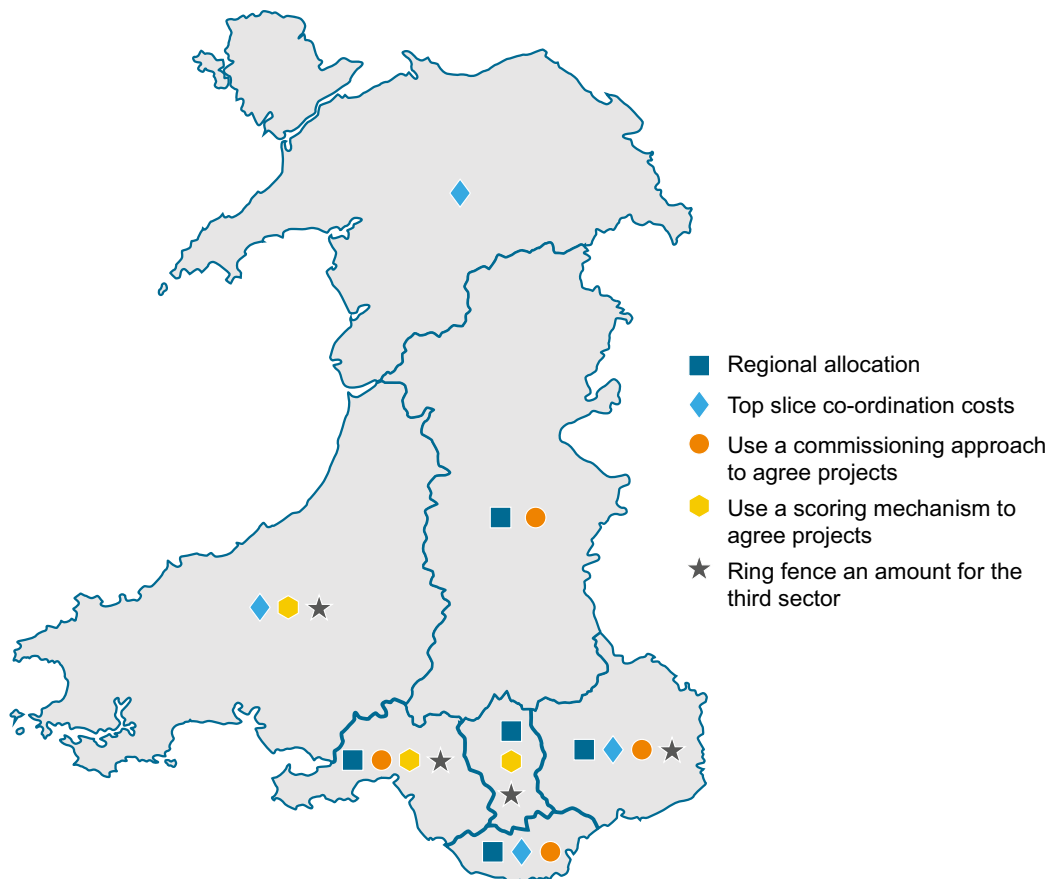 Regional allocation
Top slice co-ordination costs
Use a commissioning approach
to agree projects
Use a scoring mechanism to
agree projects
Ring fence an amount for the
third sector